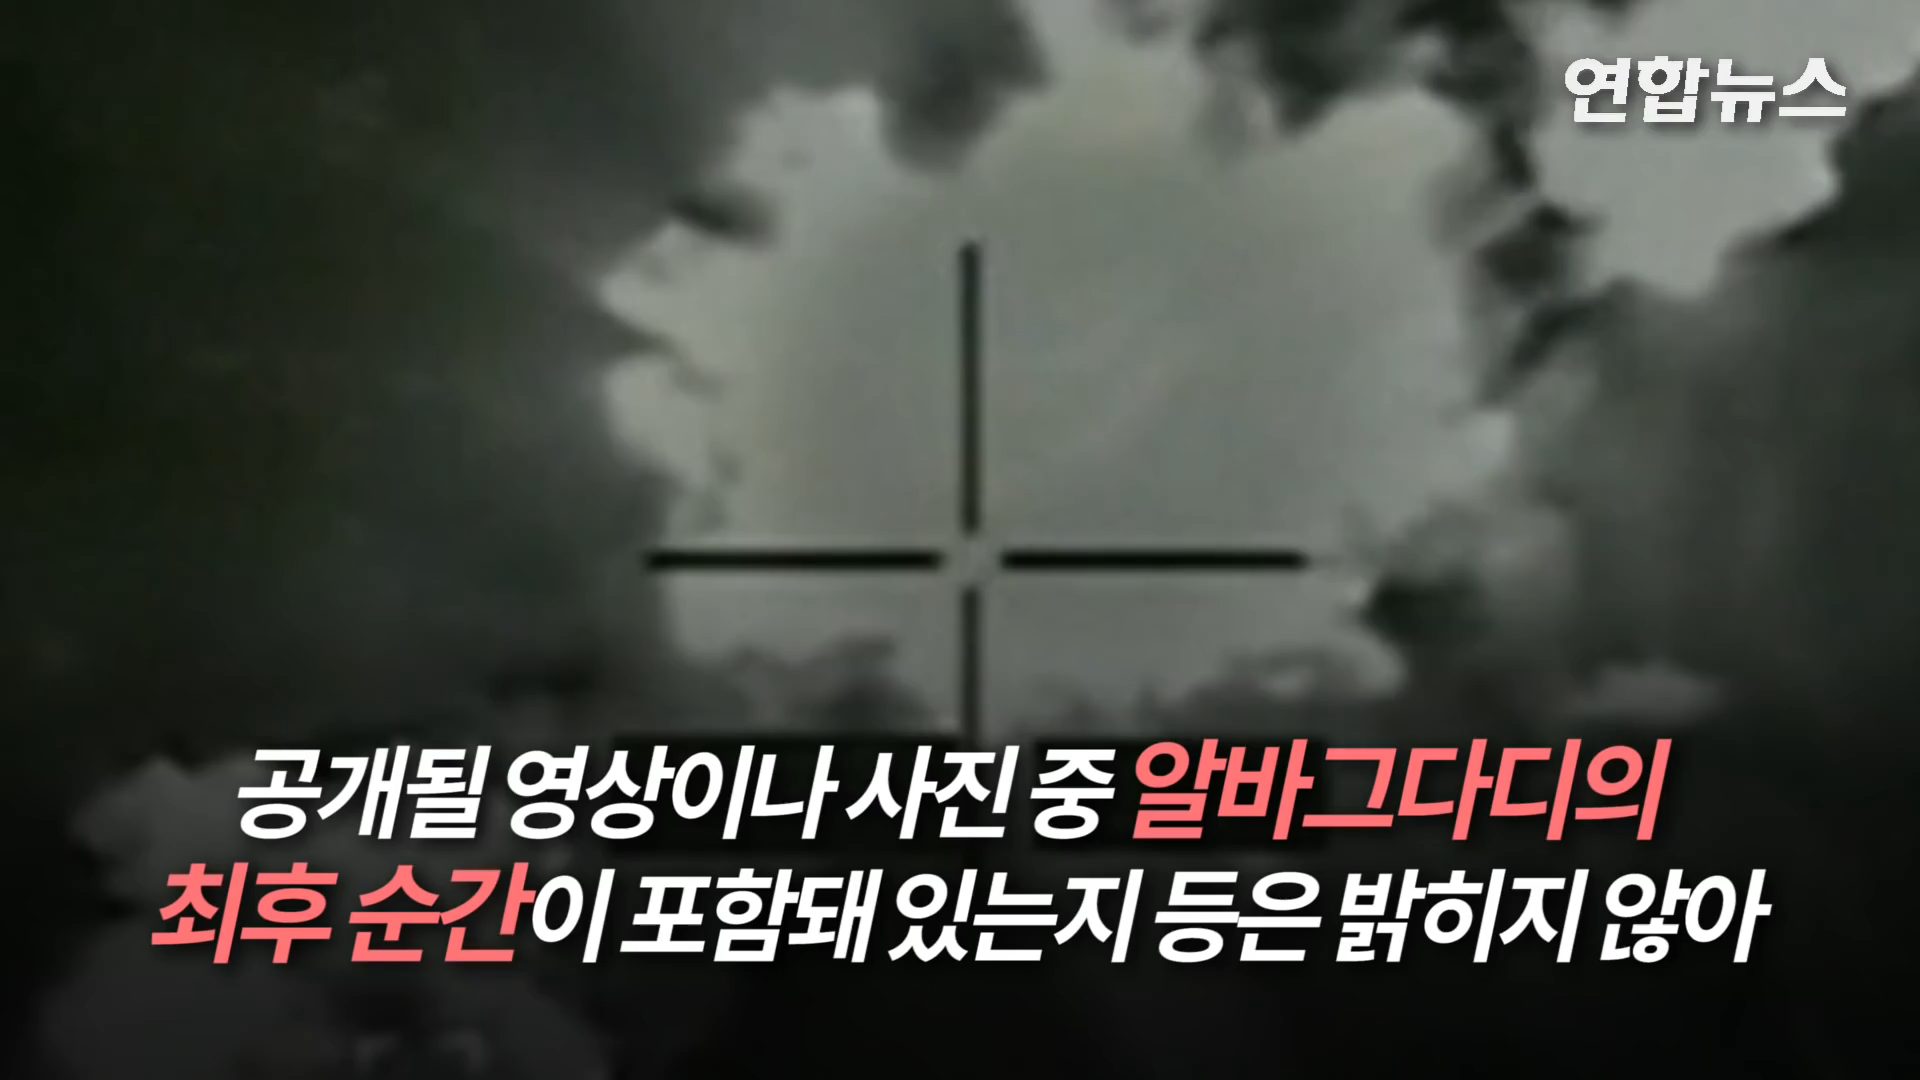 연합뉴스
공개될 영상이나 사진 중 알바그다디의
최후 순간이 포함돼 있는지 등은 밝히지 않아